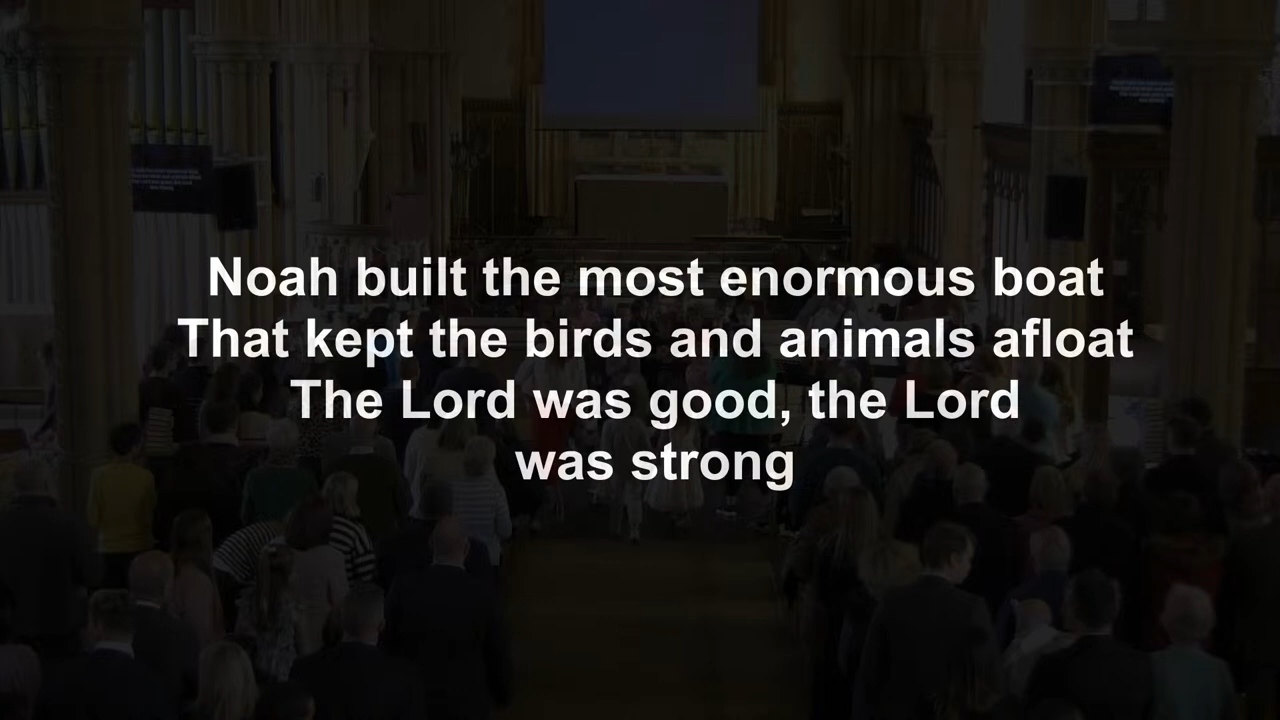 Noah built the most enormous boat
That kept the birds and animals afloat
The Lord was good, the Lord
was strong